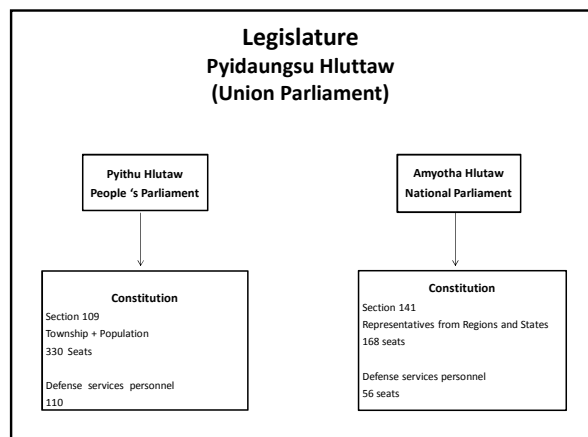 Legislature
Pyidaungsu Hluttaw
(Union Parliament)
Pyithu Hlutaw
People 's Parliament
Amyotha Hlutaw
National Parliament
Constitution
Section 109
Township + Population
330 Seats
Defense services personnel
110
Constitution
Section 141
Representatives from Regions and States
168 seats
Defense services personnel
56 seats